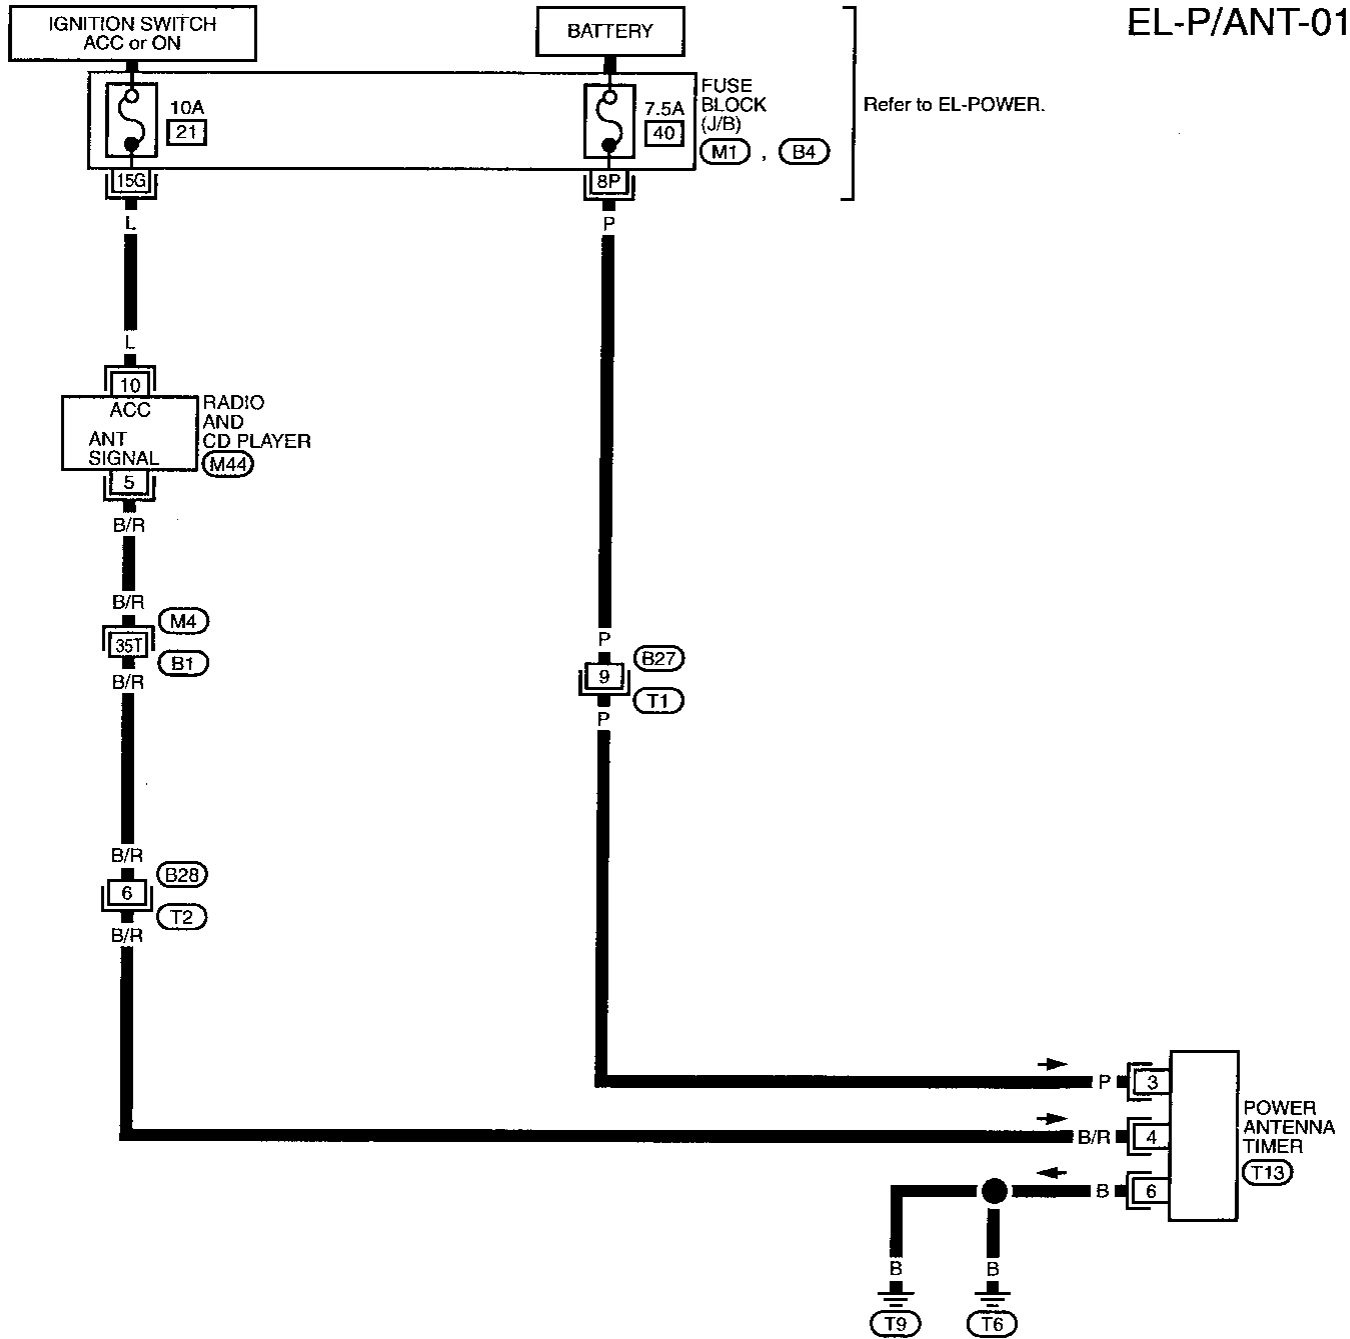 EL-P/ANT-01
IGNITION SWITCH
ACC or ON
BATTERY
10A
21
7.5A
40
FUSE
BLOCK
(J/B)
M1 , B4
Refer to EL-POWER.
15G
8P
L
P
L
10
ACC
ANT
SIGNAL
RADIO
AND
CD PLAYER
M44
5
B/R
B/R
M4
35T
B1
B/R
P
B27
9
T1
P
B/R
B28
6
T2
B/R
P
3
B/R
4
B
6
POWER
ANTENNA
TIMER
T13
B
B
T9
T6